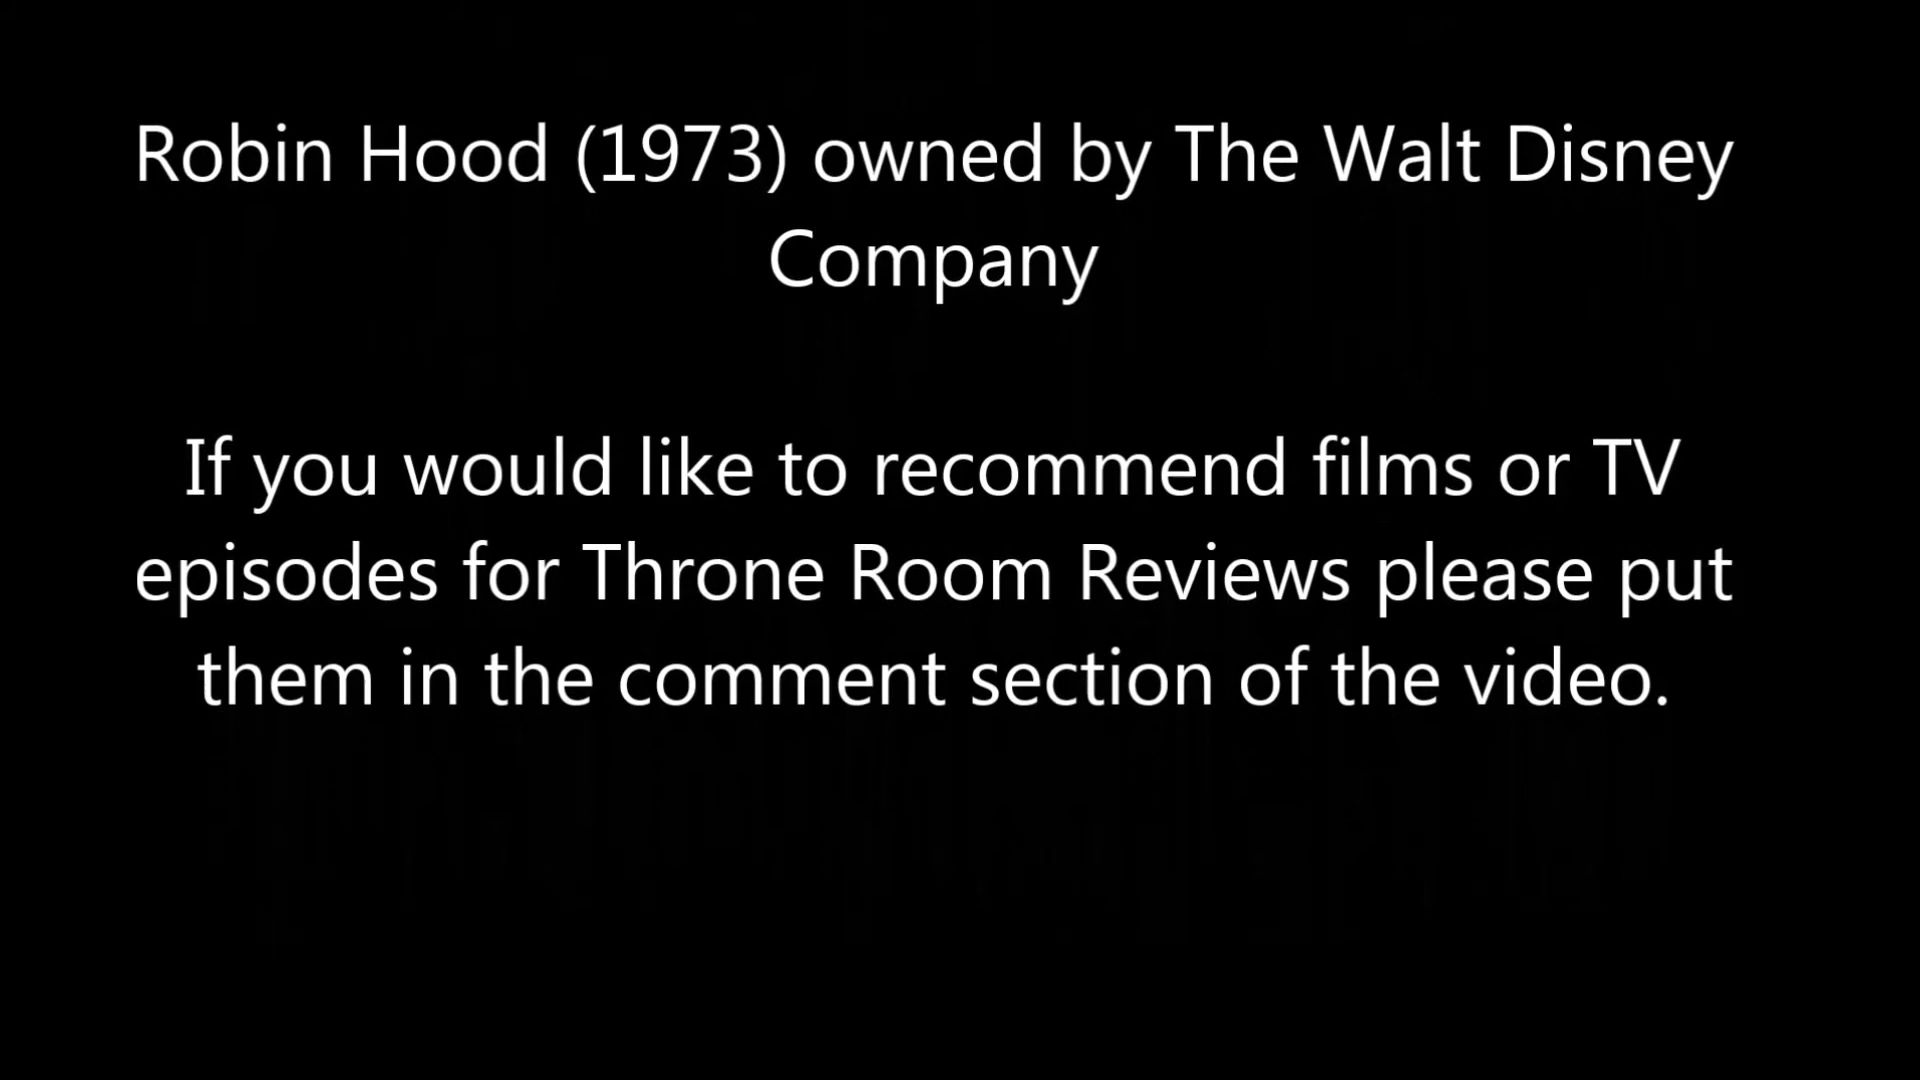 Robin Hood (1973) owned by The Walt Disney
Company
If you would like to recommend films or TV
episodes for Throne Room Reviews please put
them in the comment section of the video.